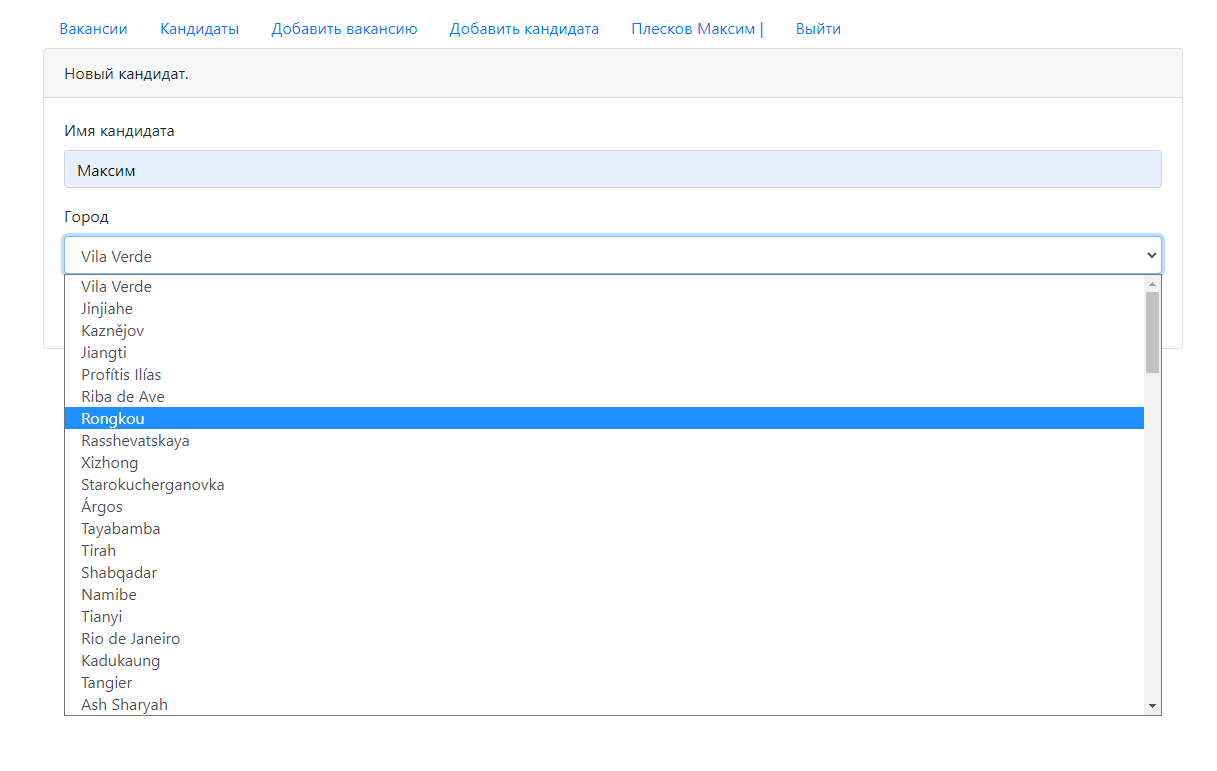 Вакансии Кандидаты Добавить вакансию Добавить кандидата Плесков Максим | Выйти
Новый кандидат.
Имя кандидата
Максим
Город
Vila Verde
Vila Verde
Jinjiahe
Kaznějov
Jiangti
Profítis Ilías
Riba de Ave
Rongkou
Rasshevatskaya
Xizhong
Starokucherganovka
Árgos
Tayabamba
Tirah
Shabqadar
Namibe
Tianyi
Rio de Janeiro
Kadukaung
Tangier
Ash Sharyah